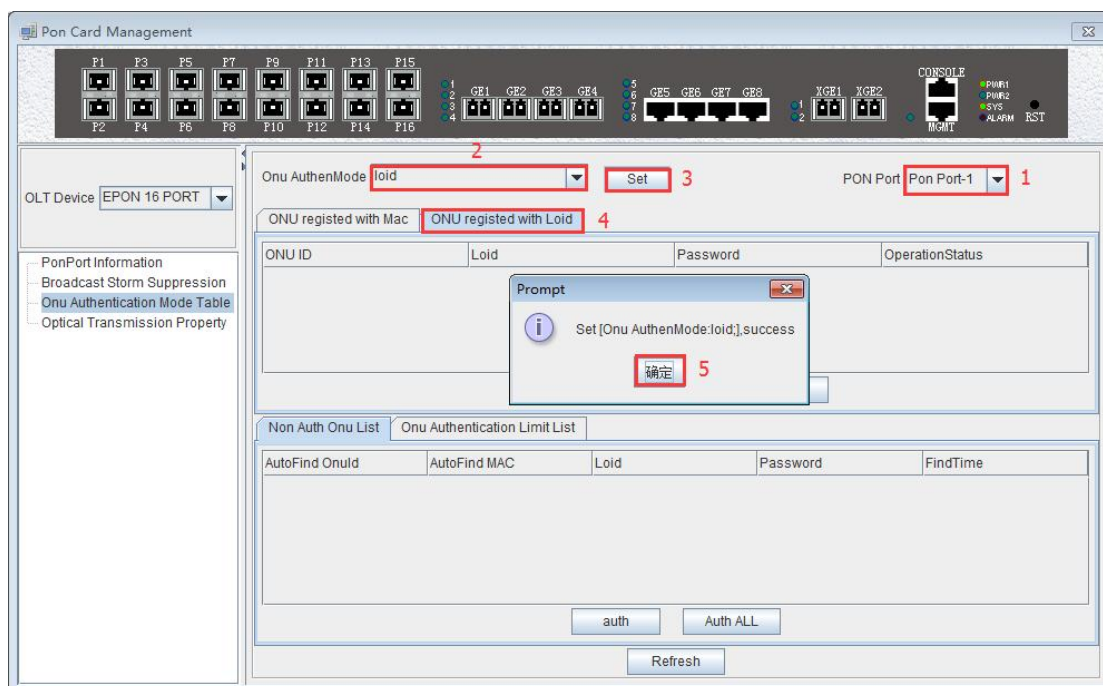 Pon Card Management
P1 P3 P5 P7 P9 P11 P13 P15
P2 P4 P6 P8 P10 P12 P14 P16
1
2
3
4
GE1 GE2 GE3 GE4
5
6
7
8
GE5 GE6 GE7 GE8
1
2
XGE1 XGE2
CONSOLE
MGMT
PWR1
PWR2
SYS
ALARM
RST
OLT Device EPON 16 PORT
PonPort Information
Broadcast Storm Suppression
Onu Authentication Mode Table
Optical Transmission Property
2
Onu AuthenMode loid Set 3 PON Port Pon Port-1 1
ONU registed with Mac ONU registed with Loid 4
ONU ID Loid Password OperationStatus
Prompt
Set [Onu AuthenMode:loid;],success
确定 5
Non Auth Onu List Onu Authentication Limit List
AutoFind OnuId AutoFind MAC Loid Password FindTime
auth Auth ALL
Refresh